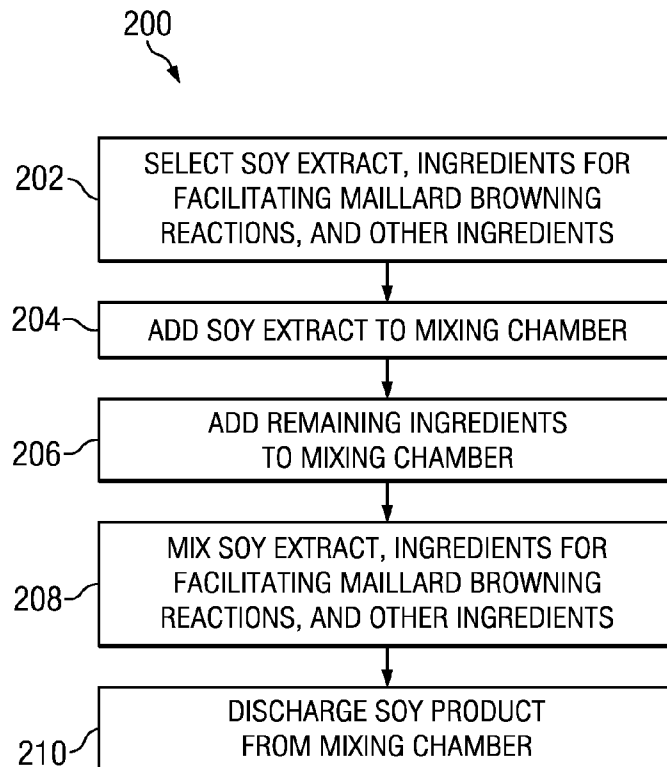 200
202
SELECT SOY EXTRACT, INGREDIENTS FOR
FACILITATING MAILLARD BROWNING
REACTIONS, AND OTHER INGREDIENTS
204
ADD SOY EXTRACT TO MIXING CHAMBER
206
ADD REMAINING INGREDIENTS
TO MIXING CHAMBER
208
MIX SOY EXTRACT, INGREDIENTS FOR
FACILITATING MAILLARD BROWNING
REACTIONS, AND OTHER INGREDIENTS
210
DISCHARGE SOY PRODUCT
FROM MIXING CHAMBER